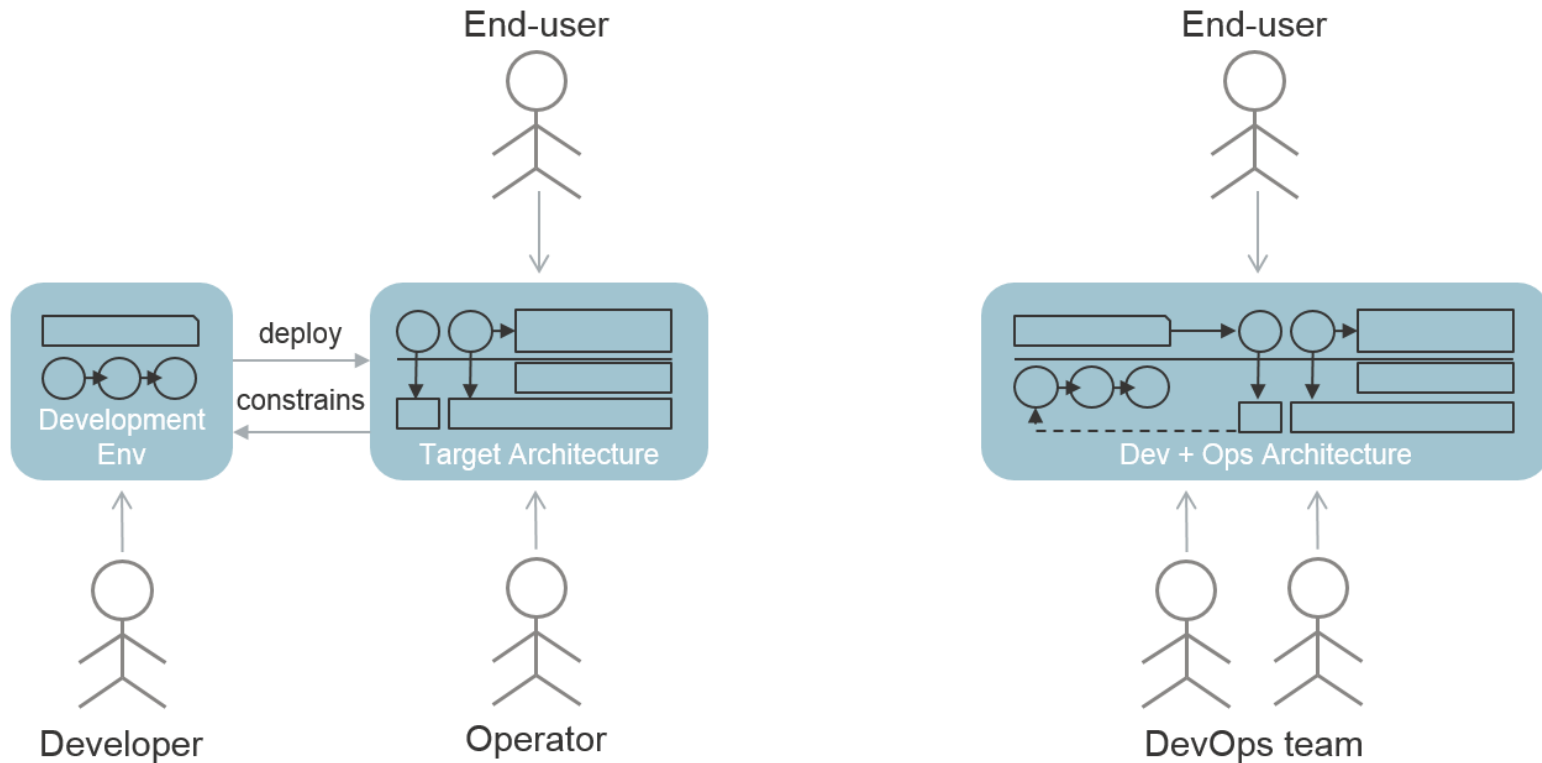 End-user
End-user
deploy
constrains
Development
Env
Target Architecture
Dev + Ops Architecture
Developer
Operator
DevOps team